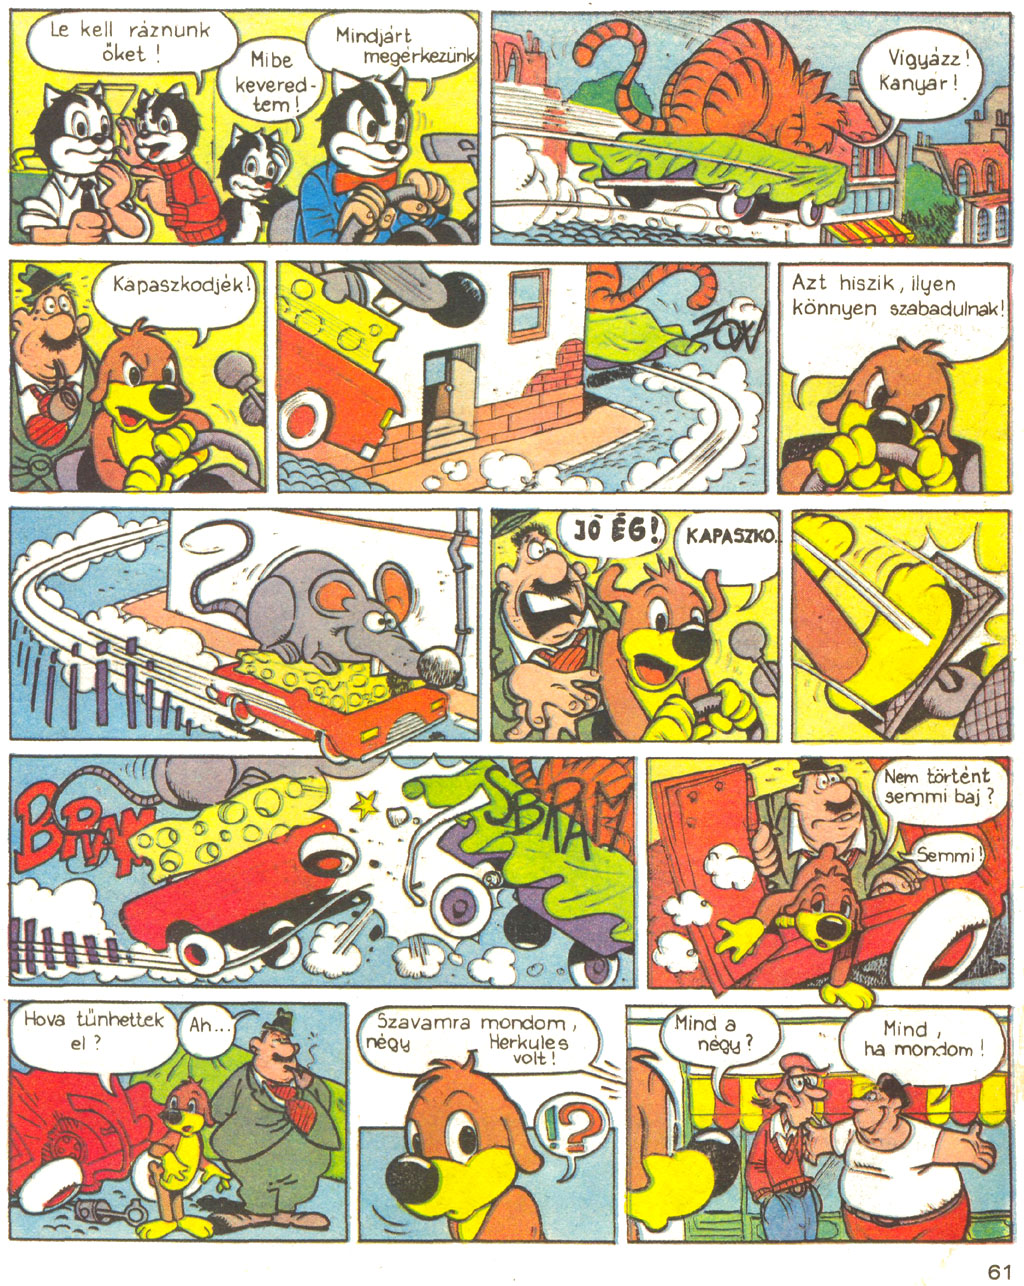 Le kell ráznunk
őket !
Mibe
kevered-
tem !
Mindjárt
megérkezünk
Vigyázz !
Kanyar !
Kapaszkodjék!
ZOW
Azt hiszik, ilyen
könnyen szabadulnak!
JÓ ÉG!
KAPASZKO..
BRAM
SBRAM
Nem történt
semmi baj ?
Semmi !
Hova tűnhettek
el ?
Ah...
Szavamra mondom,
négy Herkules
volt !
!?
Mind a
négy ?
Mind,
ha mondom !
61